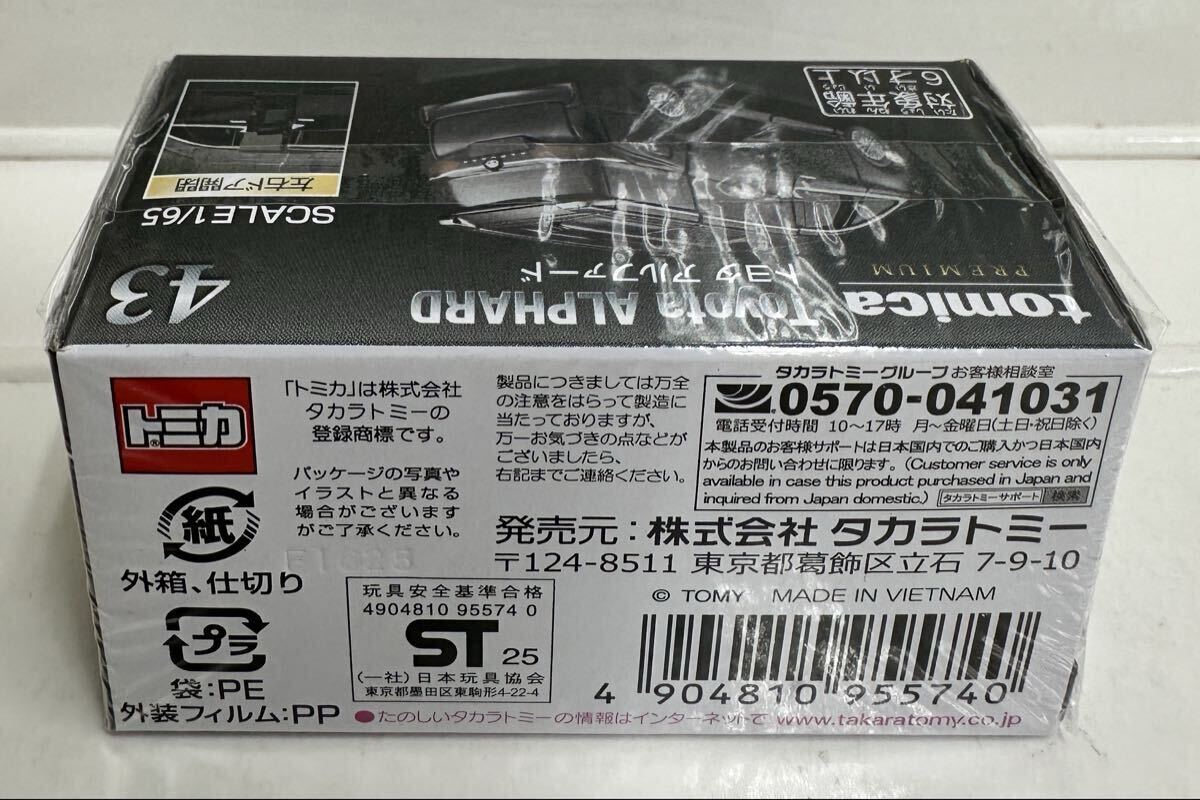 対象年齢
たいしょうねんれい
6才以上
左右ドア開閉
SCALE1/65
43
tomica
PREMIUM
トヨタ アルファード
Toyota ALPHARD
トミカ
®
「トミカ」は株式会社
タカラトミーの
登録商標です。
パッケージの写真や
イラストと異なる
場合がございます
がご了承ください。
製品につきましては万全
の注意をはらって製造に
当たっておりますが、
万一お気づきの点などが
ございましたら、
右記までご連絡ください。
タカラトミーグループ お客様相談室
0570-041031
電話受付時間 10～17時 月～金曜日(土日・祝日除く)
本製品のお客様サポートは日本国内でのご購入かつ日本国内
からのお問い合わせに限ります。(Customer service is only
available in case this product purchased in Japan and
inquired from Japan domestic.) タカラトミーサポート 検索
発売元：株式会社 タカラトミー
〒124-8511 東京都葛飾区立石 7-9-10
© TOMY MADE IN VIETNAM
紙
外箱、仕切り
プラ
袋:PE
外装フィルム:PP
玩具安全基準合格
4904810 95574 0
ST 25
(一社)日本玩具協会
東京都墨田区東駒形4-22-4
4 904810 955740
●たのしいタカラトミーの情報はインターネットで www.takaratomy.co.jp